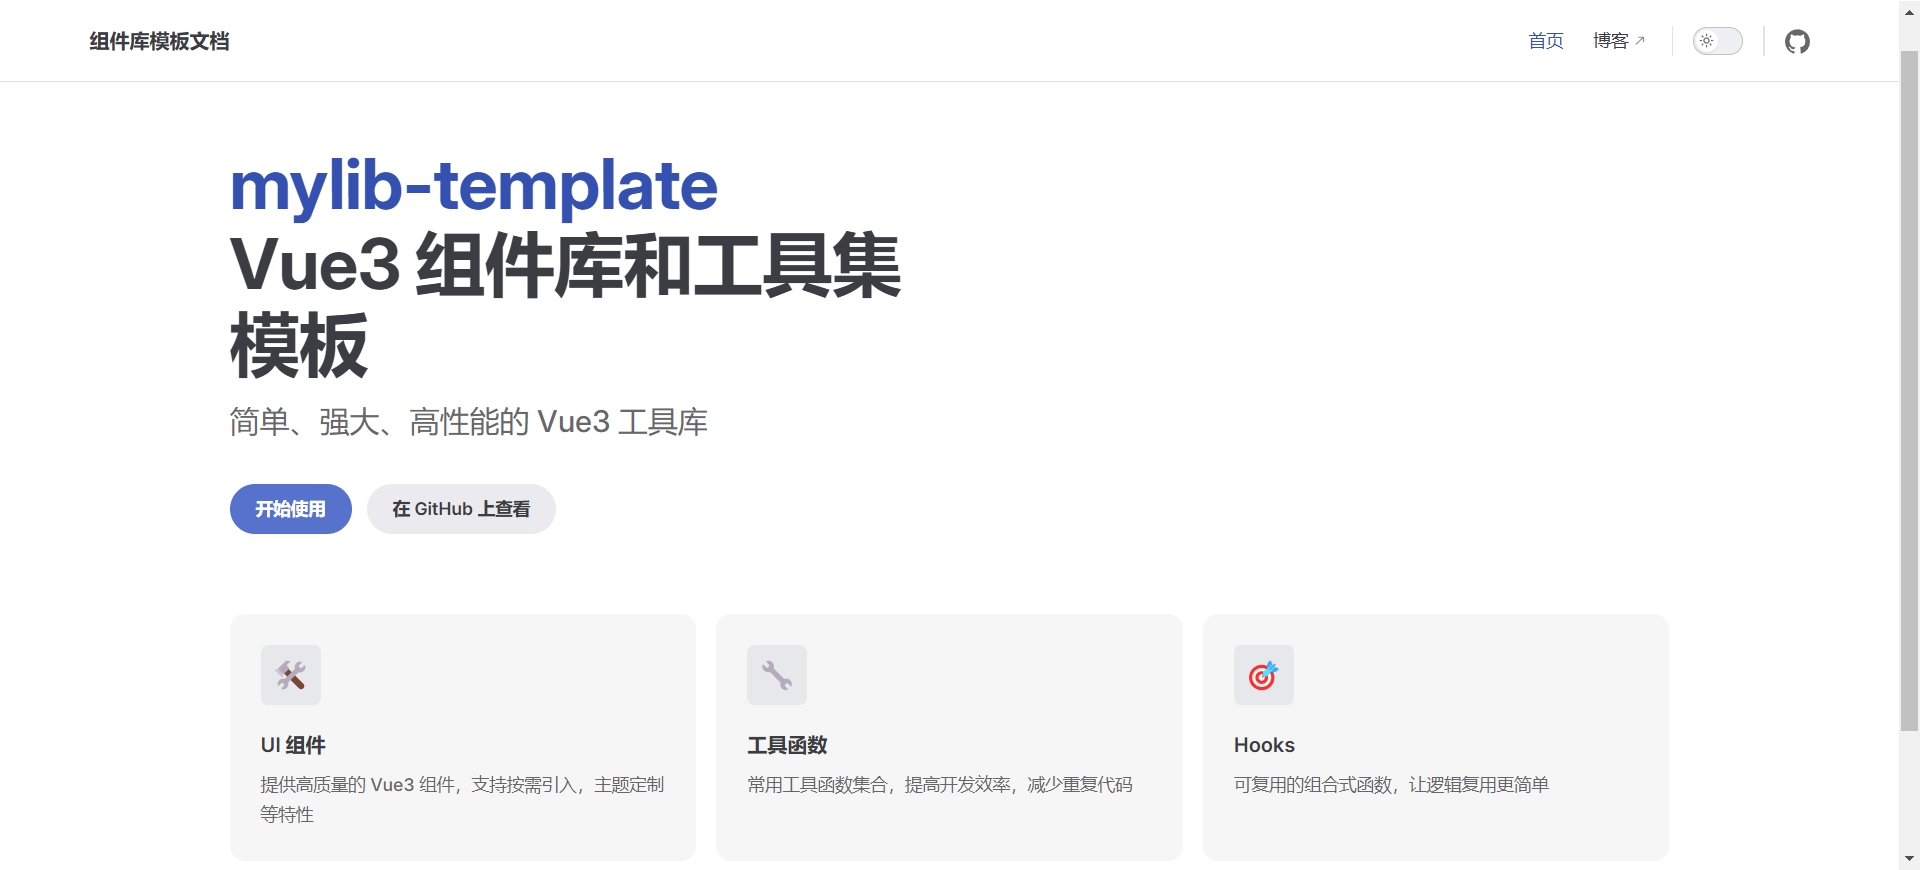 组件库模板文档
首页
博客
mylib-template
Vue3 组件库和工具集
模板
简单、强大、高性能的 Vue3 工具库
开始使用
在 GitHub 上查看
UI 组件
提供高质量的 Vue3 组件，支持按需引入，主题定制
等特性
工具函数
常用工具函数集合，提高开发效率，减少重复代码
Hooks
可复用的组合式函数，让逻辑复用更简单